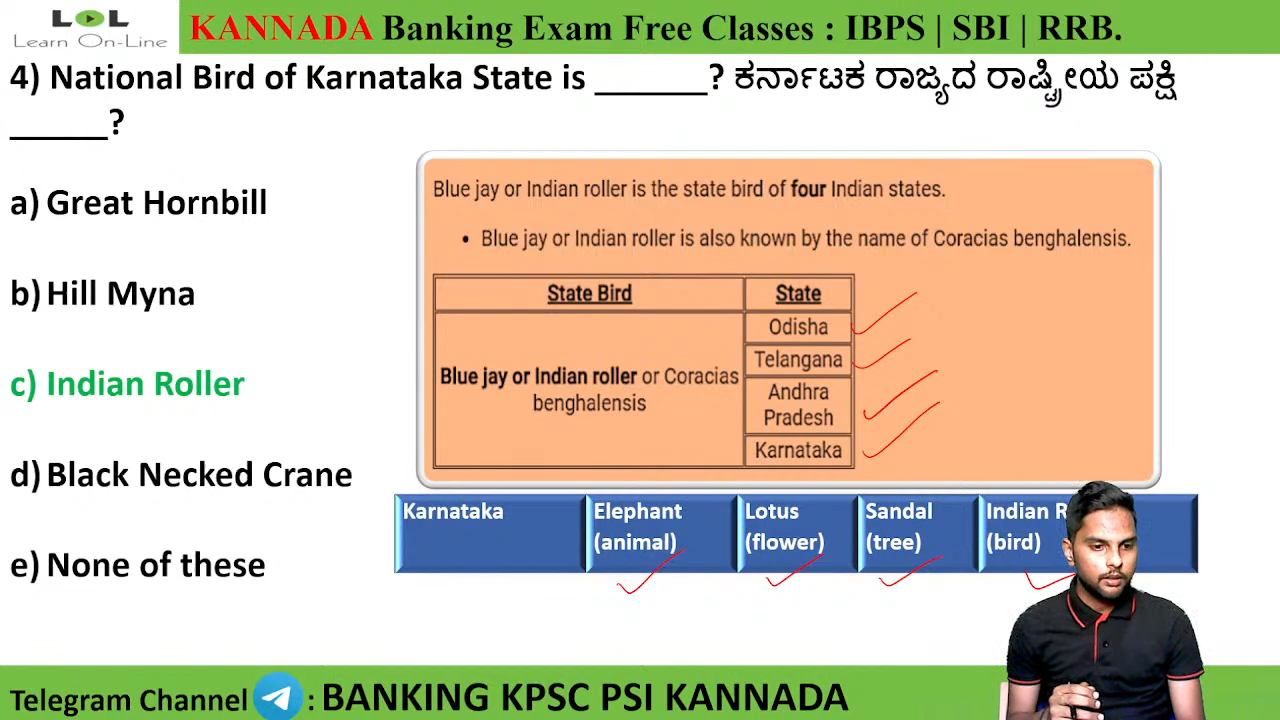 LOL
Learn On-Line
KANNADA Banking Exam Free Classes : IBPS | SBI | RRB.
4) National Bird of Karnataka State is ______? ಕರ್ನಾಟಕ ರಾಜ್ಯದ ರಾಷ್ಟ್ರೀಯ ಪಕ್ಷಿ
_____?
a) Great Hornbill
b) Hill Myna
c) Indian Roller
d) Black Necked Crane
e) None of these
Blue jay or Indian roller is the state bird of four Indian states.
• Blue jay or Indian roller is also known by the name of Coracias benghalensis.
State Bird State
Blue jay or Indian roller or Coracias
benghalensis
Odisha
Telangana
Andhra
Pradesh
Karnataka
Karnataka Elephant Lotus Sandal Indian R
(animal) (flower) (tree) (bird)
Telegram Channel : BANKING KPSC PSI KANNADA